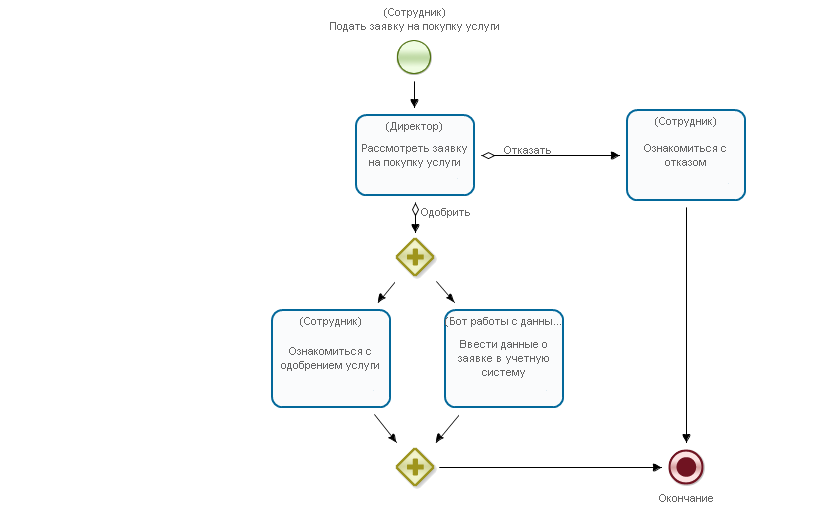 (Сотрудник)
Подать заявку на покупку услуги
(Директор)
Рассмотреть заявку
на покупку услуги
Отказать
(Сотрудник)
Ознакомиться с
отказом
Одобрить
(Сотрудник)
Ознакомиться с
одобрением услуги
(Бот работы с данны...
Ввести данные о
заявке в учетную
систему
Окончание